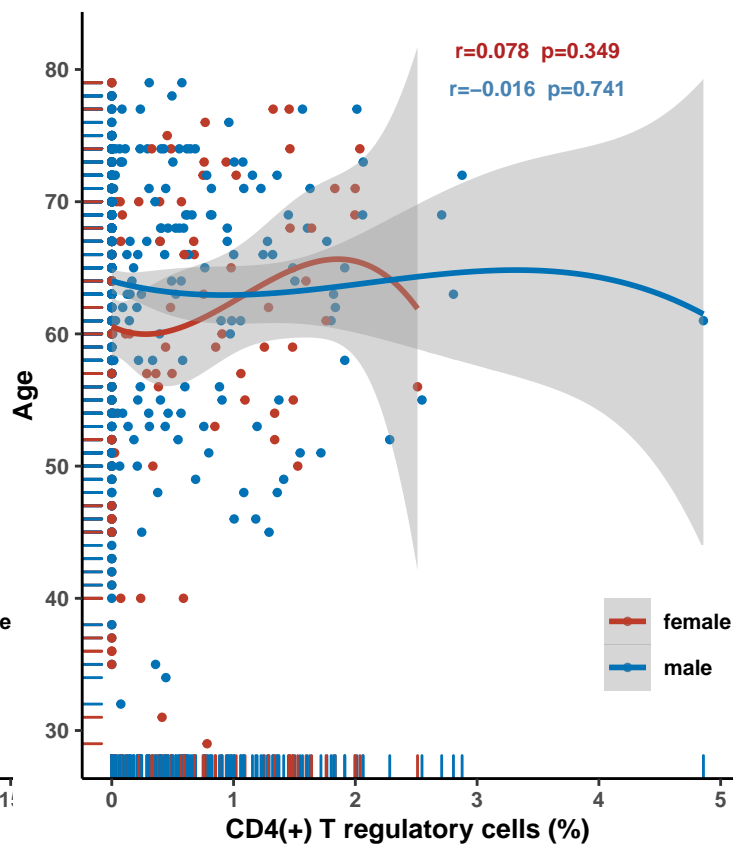 r=0.078 p=0.349
r=−0.016 p=0.741
80
70
60
50
40
30
Age
e
female
male
0
1
2
3
4
5
CD4(+) T regulatory cells (%)